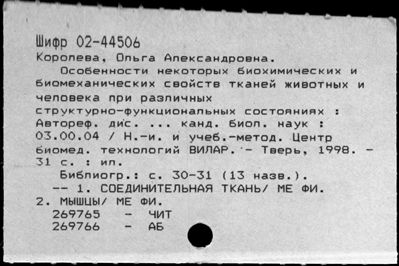 Шифр 02-44506
Королева, Ольга Александровна.
Особенности некоторых биохимических и
биомеханических свойств тканей животных и
человека при различных
структурно-функциональных состояниях :
Автореф. дис. ... канд. биол. наук :
03.00.04 / Н.-и. и учеб.-метод. Центр
биомед. технологий ВИЛАР. - Тверь, 1998. -
31 с. : ил.
Библиогр.: с. 30-31 (13 назв.).
-- 1. СОЕДИНИТЕЛЬНАЯ ТКАНЬ/ МЕ ФИ.
2. МЫШЦЫ/ МЕ ФИ.
269765 - ЧИТ
269766 - АБ